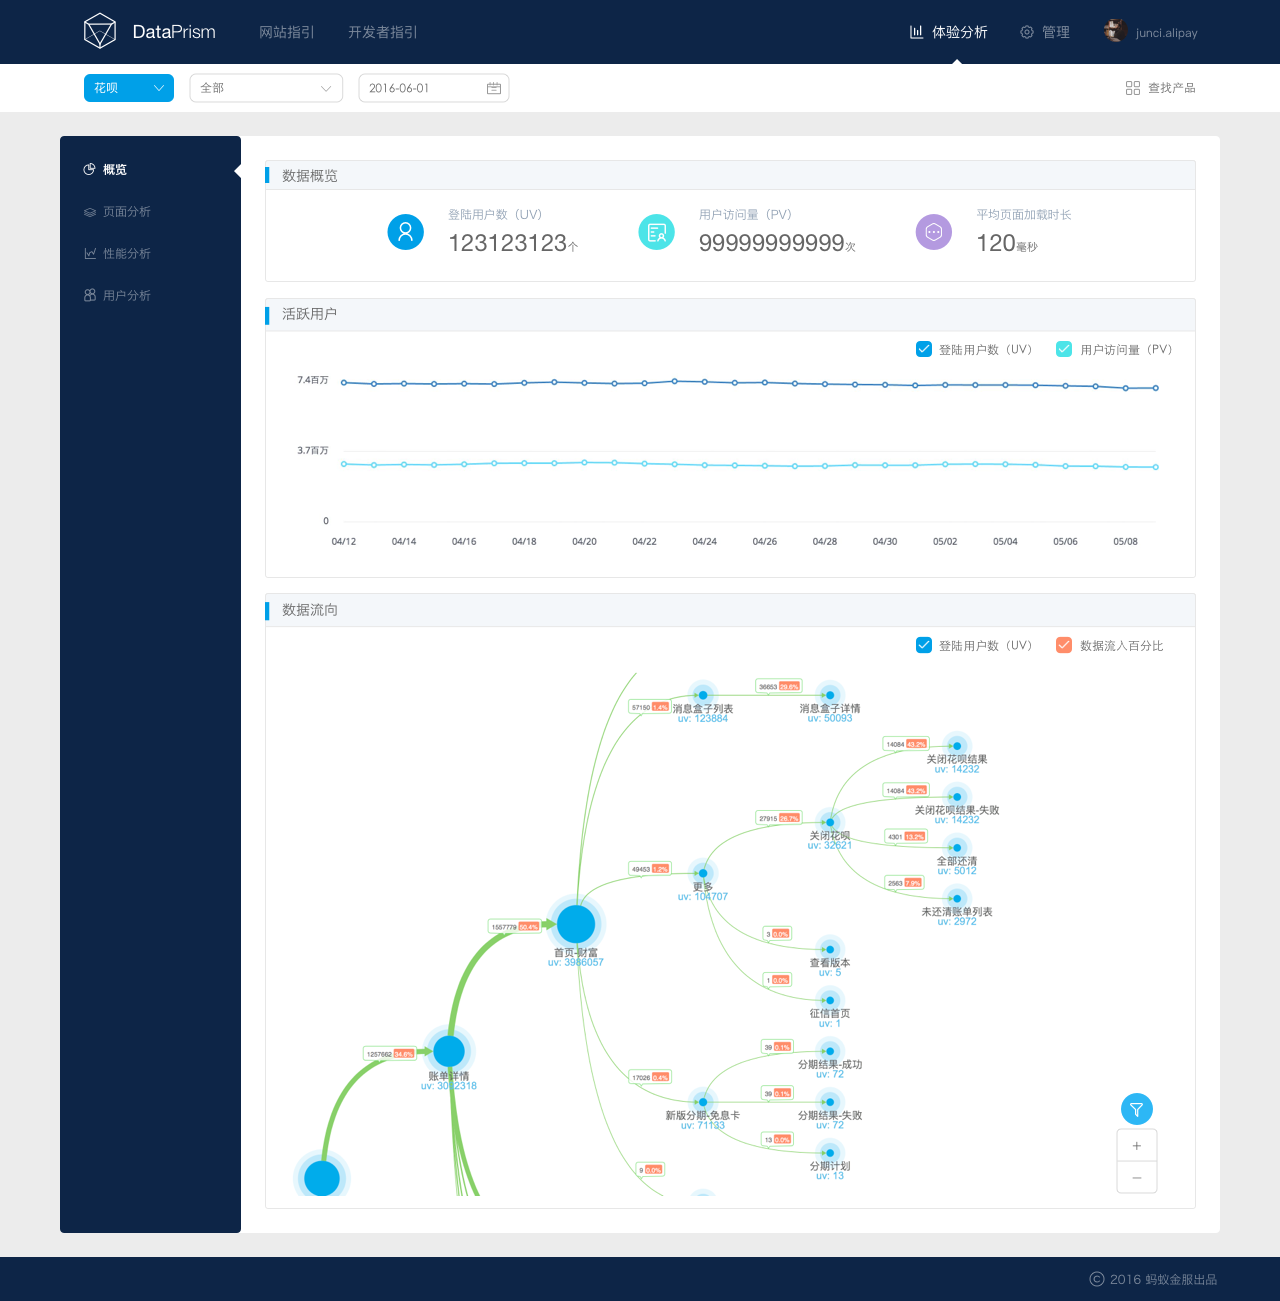 DataPrism 网站指引 开发者指引 体验分析 管理 junci.alipay
花呗 全部 2016-06-01 查找产品
概览
页面分析
性能分析
用户分析
数据概览
登陆用户数（UV）
123123123个
用户访问量（PV）
99999999999次
平均页面加载时长
120毫秒
活跃用户
登陆用户数（UV） 用户访问量（PV）
7.4百万
3.7百万
0
04/12 04/14 04/16 04/18 04/20 04/22 04/24 04/26 04/28 04/30 05/02 05/04 05/06 05/08
数据流向
登陆用户数（UV） 数据流入百分比
36653 29.6%
57150 1.4%
消息盒子列表
uv: 123884
消息盒子详情
uv: 50093
14084 43.2%
关闭花呗结果
uv: 14232
14084 43.2%
关闭花呗结果-失败
uv: 14232
27915 26.7%
关闭花呗
uv: 32621
4301 13.2%
全部还清
uv: 5012
49453 1.2%
更多
uv: 104707
2563 7.9%
未还清账单列表
uv: 2972
1557779 50.4%
首页-财富
uv: 3986057
3 0.0%
查看版本
uv: 5
1 0.0%
征信首页
uv: 1
1257662 34.8%
账单详情
uv: 3092318
39 0.1%
分期结果-成功
uv: 72
17026 0.4%
新版分期-免息卡
uv: 71133
39 0.1%
分期结果-失败
uv: 72
13 0.0%
分期计划
uv: 13
9 0.0%
+
−
© 2016 蚂蚁金服出品